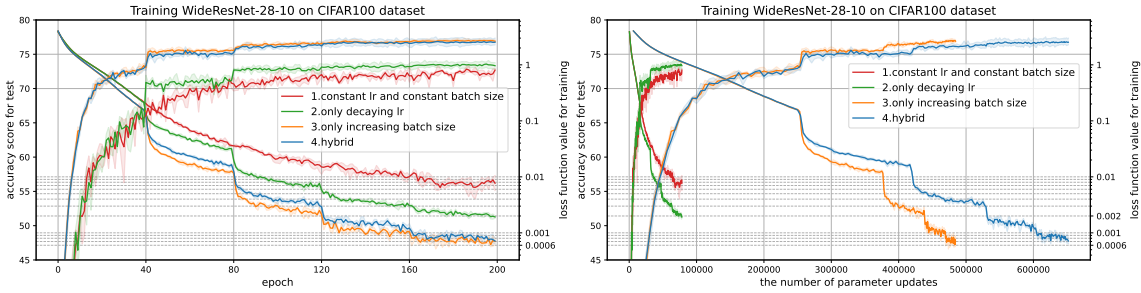 Training WideResNet-28-10 on CIFAR100 dataset
80
75
70
65
60
55
50
45
accuracy score for test
1
0.1
0.01
0.001
0.0006
loss function value for training
1.constant lr and constant batch size
2.only decaying lr
3.only increasing batch size
4.hybrid
0
40
80
120
160
200
epoch
Training WideResNet-28-10 on CIFAR100 dataset
80
75
70
65
60
55
50
45
accuracy score for test
1
0.1
0.01
0.002
0.001
0.0006
loss function value for training
1.constant lr and constant batch size
2.only decaying lr
3.only increasing batch size
4.hybrid
0
100000
200000
300000
400000
500000
600000
the number of parameter updates